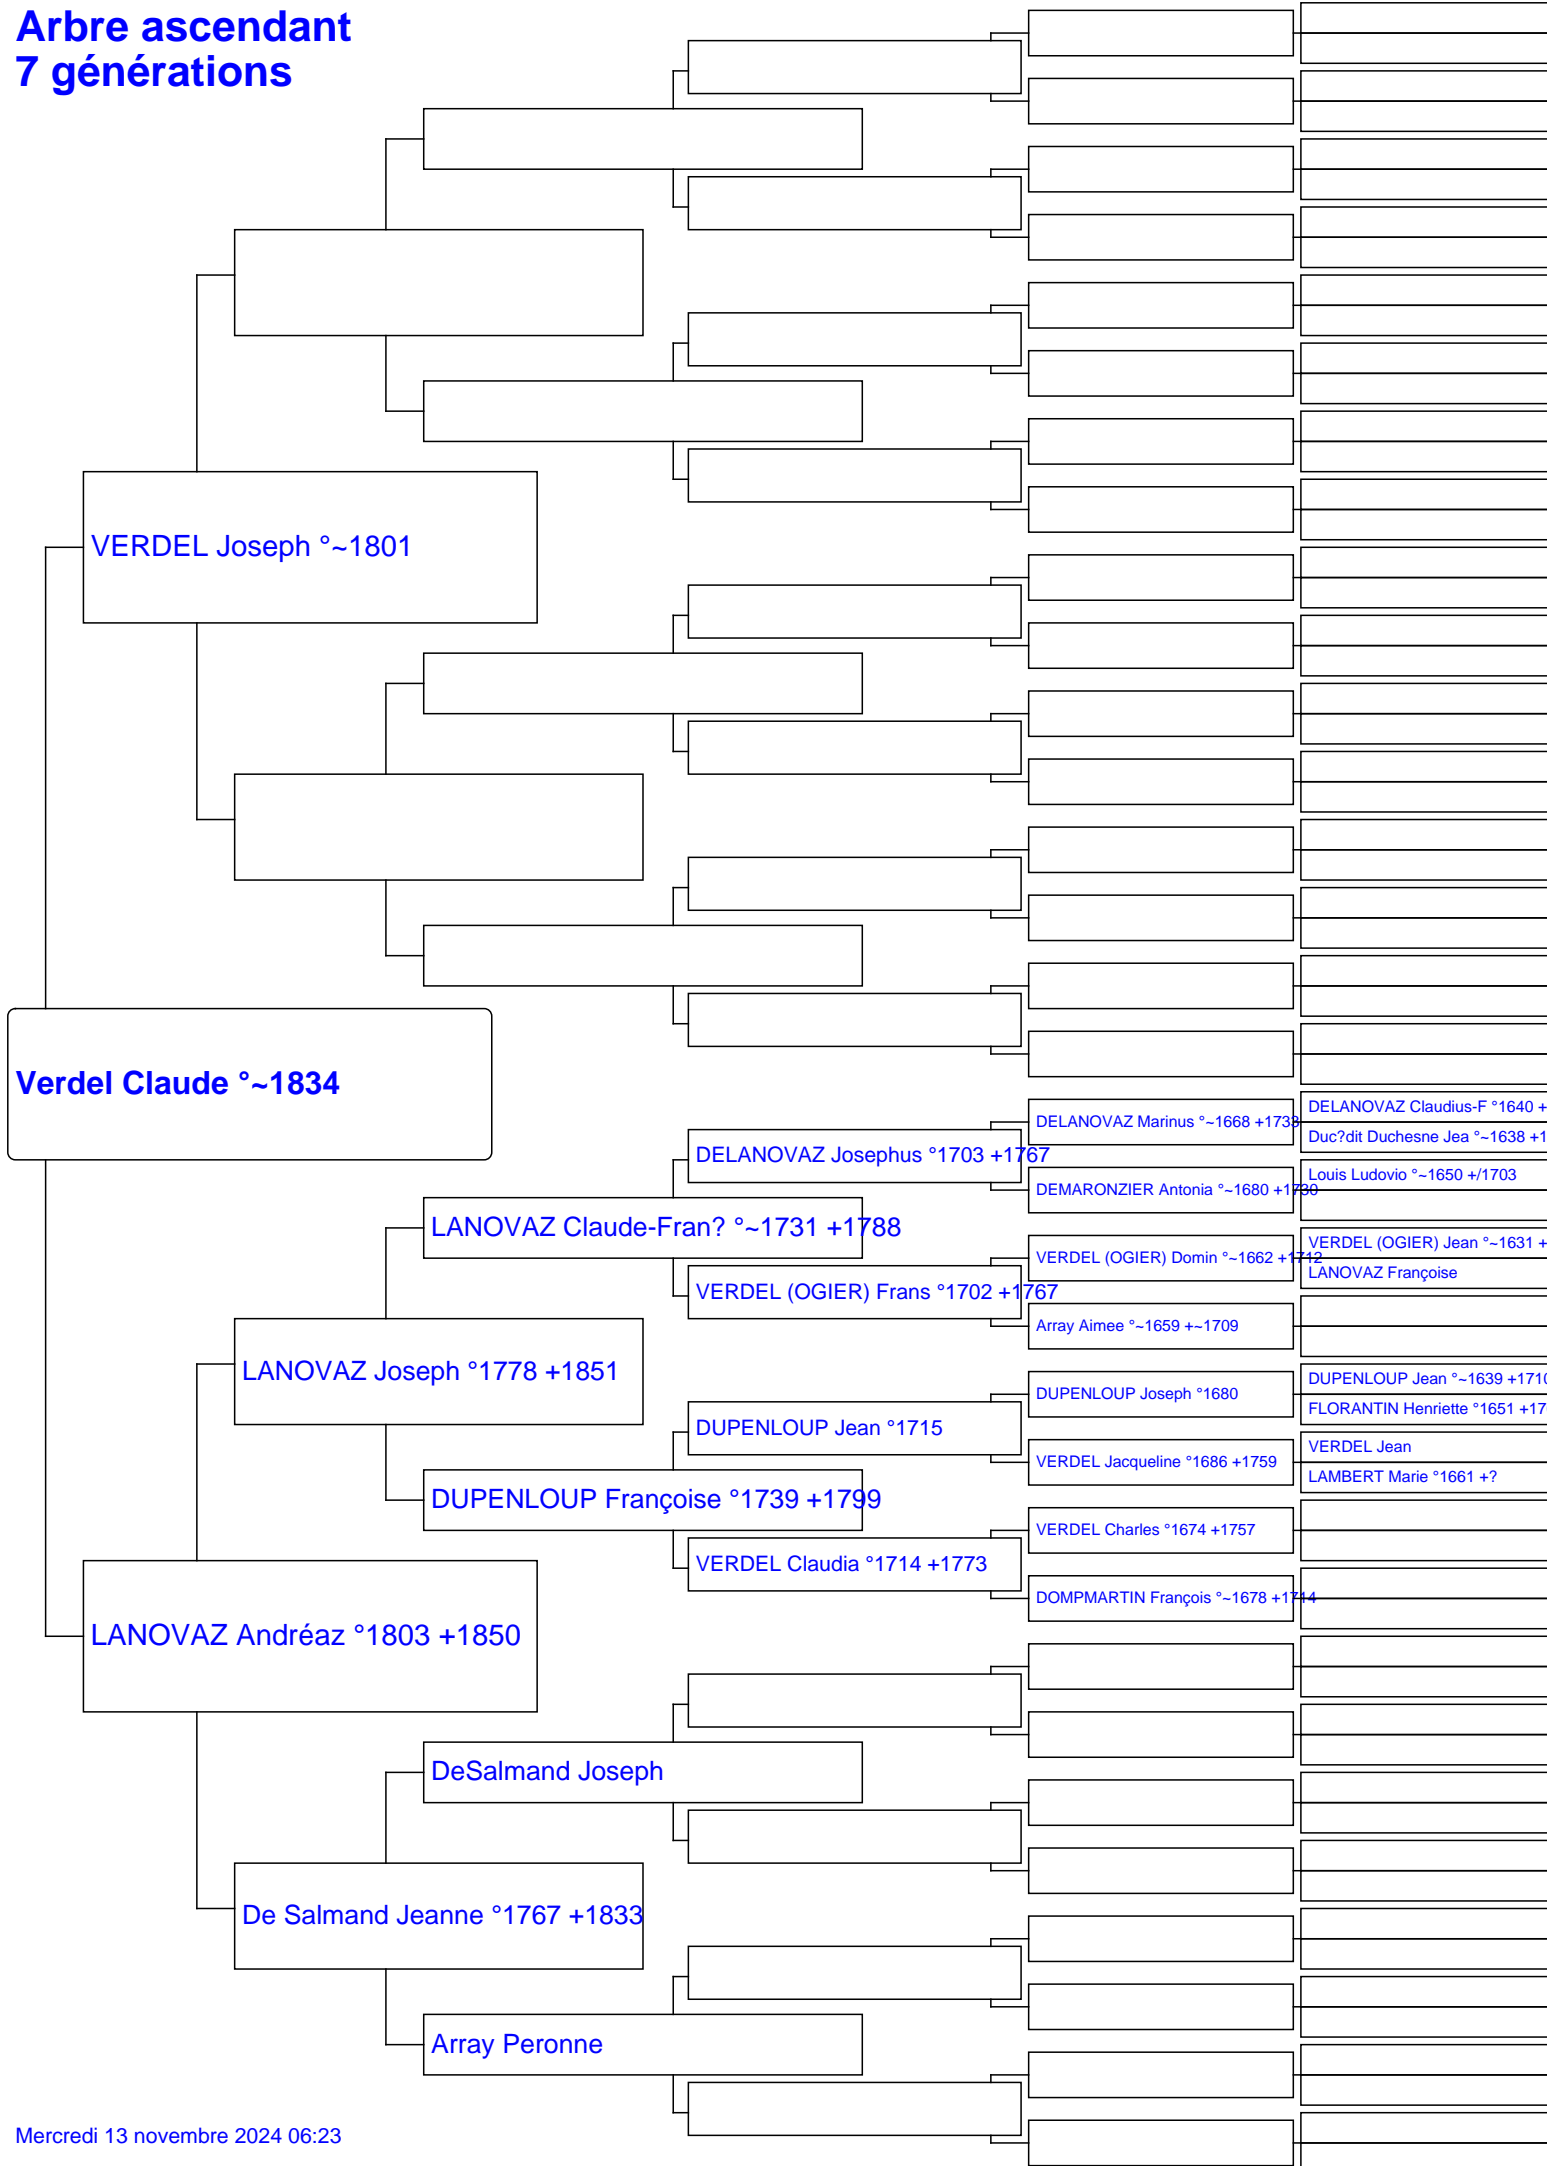 Arbre ascendant
7 générations
VERDEL Joseph °~1801
Verdel Claude °~1834
DELANOVAZ Marinus °~1668 +1733
DELANOVAZ Claudius-F °1640 +
Duc?dit Duchesne Jea °~1638 +1
DELANOVAZ Josephus °1703 +1767
DEMARONZIER Antonia °~1680 +1730
Louis Ludovio °~1650 +/1703
LANOVAZ Claude-Fran? °~1731 +1788
VERDEL (OGIER) Domin °~1662 +1712
VERDEL (OGIER) Jean °~1631 +
LANOVAZ Françoise
VERDEL (OGIER) Frans °1702 +1767
Array Aimee °~1659 +~1709
LANOVAZ Joseph °1778 +1851
DUPENLOUP Joseph °1680
DUPENLOUP Jean °~1639 +1710
FLORANTIN Henriette °1651 +17
DUPENLOUP Jean °1715
VERDEL Jacqueline °1686 +1759
VERDEL Jean
LAMBERT Marie °1661 +?
DUPENLOUP Françoise °1739 +1799
VERDEL Charles °1674 +1757
VERDEL Claudia °1714 +1773
DOMPMARTIN François °~1678 +1714
LANOVAZ Andréaz °1803 +1850
DeSalmand Joseph
De Salmand Jeanne °1767 +1833
Array Peronne
Mercredi 13 novembre 2024 06:23